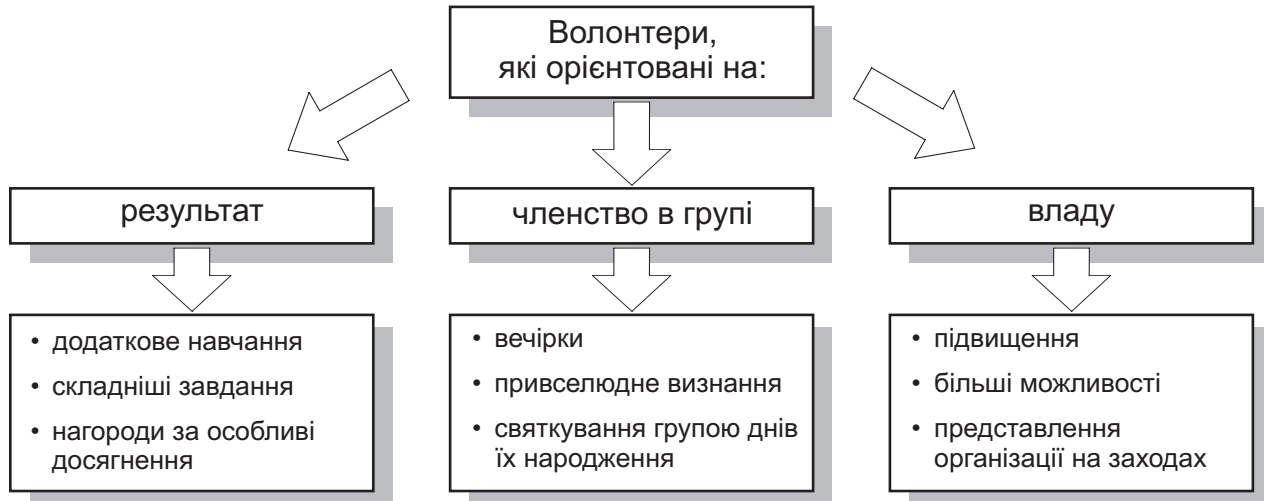 Волонтери,
які орієнтовані на:
результат
членство в групі
владу
• додаткове навчання
• складніші завдання
• нагороди за особливі
досягнення
• вечірки
• привселюдне визнання
• святкування групою днів
їх народження
• підвищення
• більші можливості
• представлення
організації на заходах